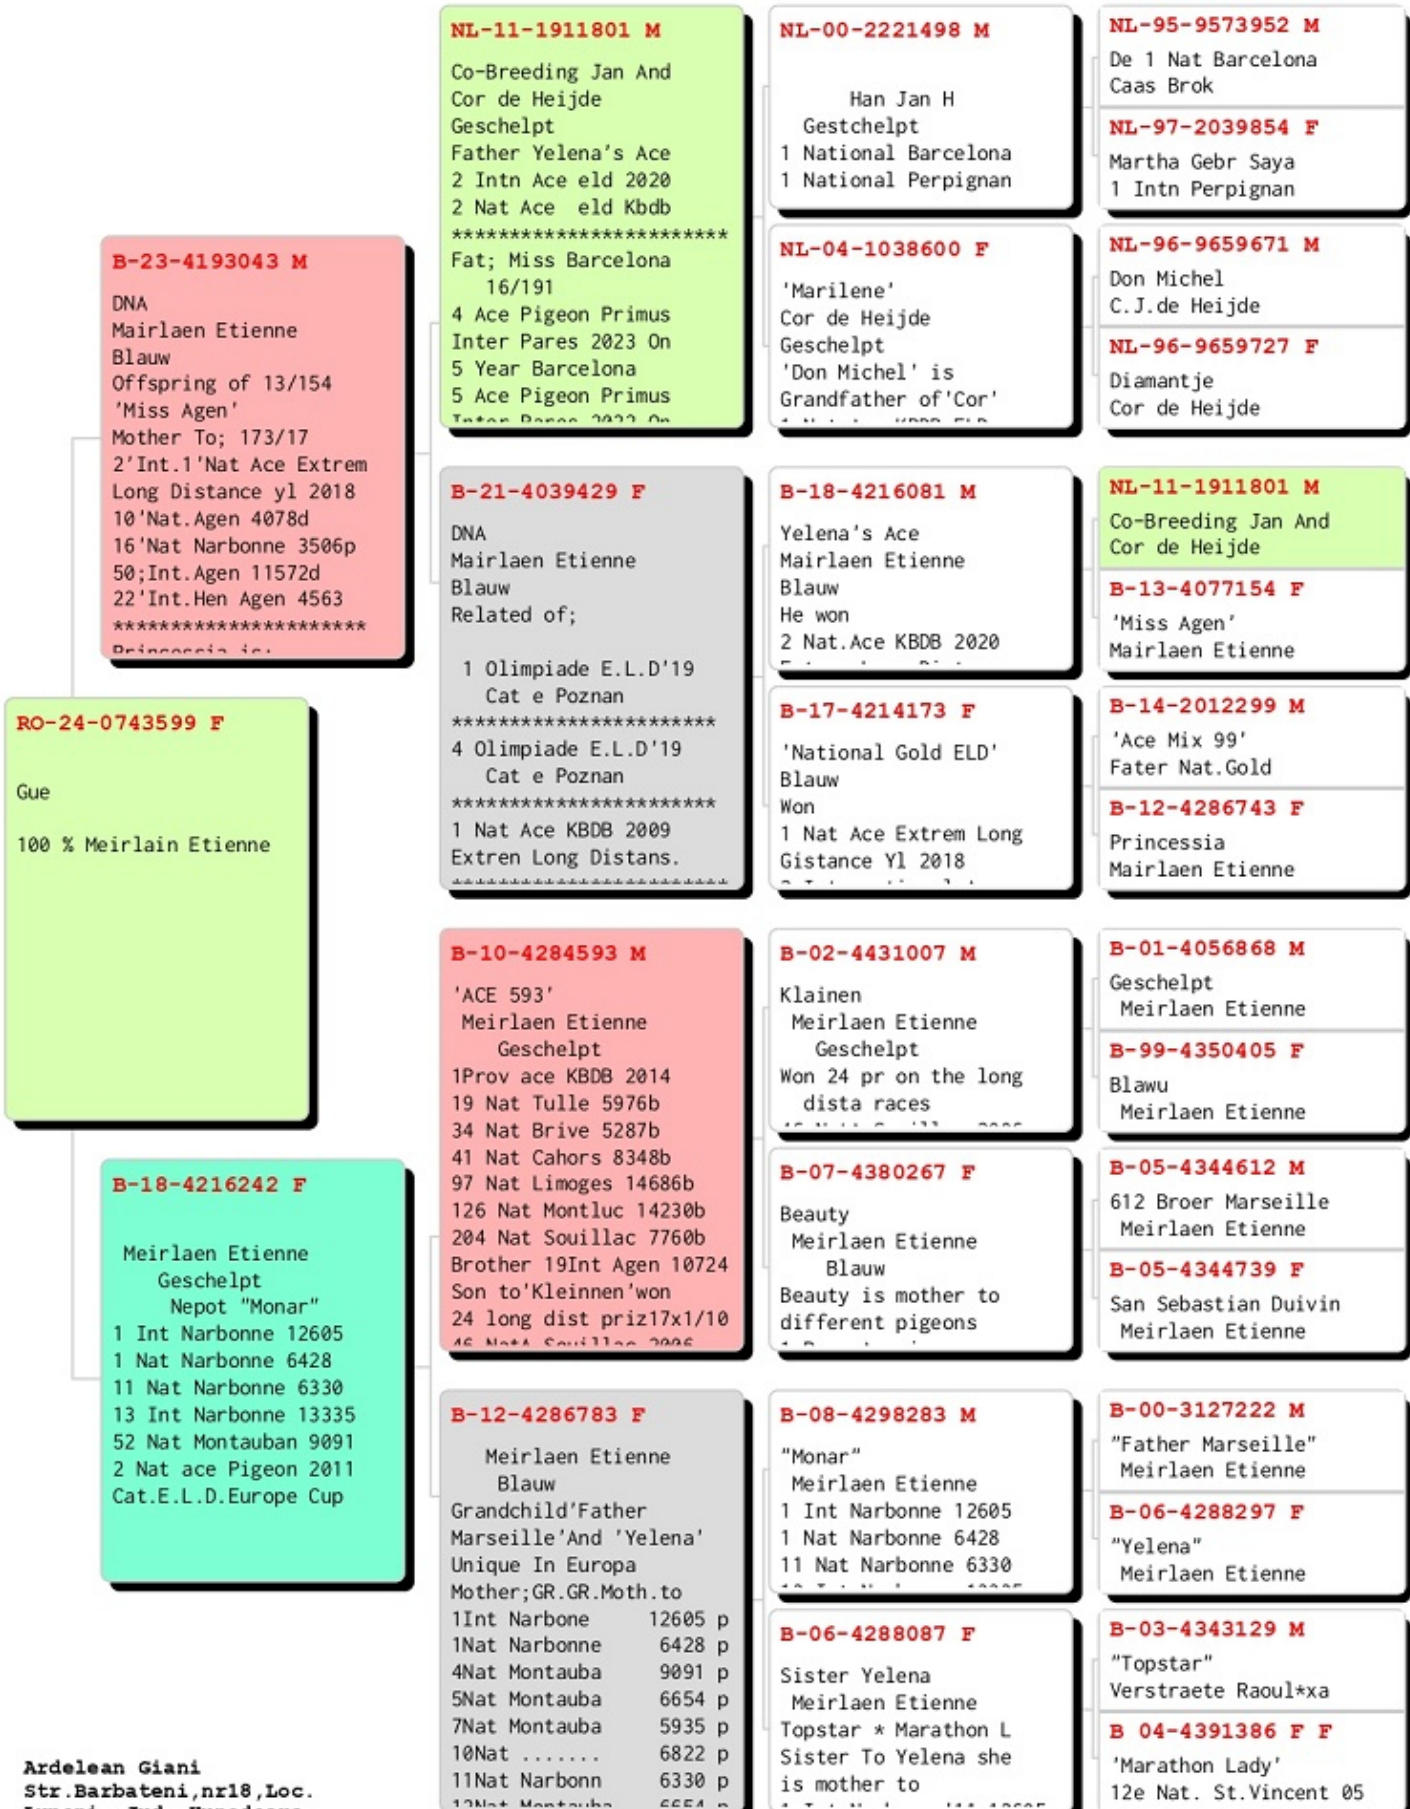 RO-24-0743599 F
Gue
100 % Meirlain Etienne
B-23-4193043 M
DNA
Mairlaen Etienne
Blauw
Offspring of 13/154
'Miss Agen'
Mother To; 173/17
2'Int.1'Nat Ace Extrem
Long Distance yl 2018
10'Nat.Agen 4078d
16'Nat Narbonne 3506p
50;Int.Agen 11572d
22'Int.Hen Agen 4563
**********************
Princessia is;
B-18-4216242 F
Meirlaen Etienne
Geschelpt
Nepot "Monar"
1 Int Narbonne 12605
1 Nat Narbonne 6428
11 Nat Narbonne 6330
13 Int Narbonne 13335
52 Nat Montauban 9091
2 Nat ace Pigeon 2011
Cat.E.L.D.Europe Cup
NL-11-1911801 M
Co-Breeding Jan And
Cor de Heijde
Geschelpt
Father Yelena's Ace
2 Intn Ace eld 2020
2 Nat Ace  eld Kbdb
************************
Fat; Miss Barcelona
16/191
4 Ace Pigeon Primus
Inter Pares 2023 On
5 Year Barcelona
5 Ace Pigeon Primus
Inter Pares 2022 On
B-21-4039429 F
DNA
Mairlaen Etienne
Blauw
Related of;
1 Olimpiade E.L.D'19
Cat e Poznan
***********************
4 Olimpiade E.L.D'19
Cat e Poznan
***********************
1 Nat Ace KBDB 2009
Extren Long Distans.
************************
B-10-4284593 M
'ACE 593'
Meirlaen Etienne
Geschelpt
1Prov ace KBDB 2014
19 Nat Tulle 5976b
34 Nat Brive 5287b
41 Nat Cahors 8348b
97 Nat Limoges 14686b
126 Nat Montluc 14230b
204 Nat Souillac 7760b
Brother 19Int Agen 10724
Son to'Kleinnen'won
24 long dist priz17x1/10
46 NatA Souillac 2006
B-12-4286783 F
Meirlaen Etienne
Blauw
Grandchild'Father
Marseille'And 'Yelena'
Unique In Europa
Mother;GR.GR.Moth.to
1Int Narbone 12605 p
1Nat Narbonne 6428 p
4Nat Montauba 9091 p
5Nat Montauba 6654 p
7Nat Montauba 5935 p
10Nat ....... 6822 p
11Nat Narbonn 6330 p
12Nat Montauba 6654 p
NL-00-2221498 M
Han Jan H
Gestchelpt
1 National Barcelona
1 National Perpignan
NL-04-1038600 F
'Marilene'
Cor de Heijde
Geschelpt
'Don Michel' is
Grandfather of'Cor'
B-18-4216081 M
Yelena's Ace
Mairlaen Etienne
Blauw
He won
2 Nat.Ace KBDB 2020
B-17-4214173 F
'National Gold ELD'
Blauw
Won
1 Nat Ace Extrem Long
Gistance Yl 2018
B-02-4431007 M
Klainen
Meirlaen Etienne
Geschelpt
Won 24 pr on the long
dista races
B-07-4380267 F
Beauty
Meirlaen Etienne
Blauw
Beauty is mother to
different pigeons
B-08-4298283 M
"Monar"
Meirlaen Etienne
1 Int Narbonne 12605
1 Nat Narbonne 6428
11 Nat Narbonne 6330
B-06-4288087 F
Sister Yelena
Meirlaen Etienne
Topstar * Marathon L
Sister To Yelena she
is mother to
NL-95-9573952 M
De 1 Nat Barcelona
Caas Brok
NL-97-2039854 F
Martha Gebr Saya
1 Intn Perpignan
NL-96-9659671 M
Don Michel
C.J.de Heijde
NL-96-9659727 F
Diamantje
Cor de Heijde
NL-11-1911801 M
Co-Breeding Jan And
Cor de Heijde
B-13-4077154 F
'Miss Agen'
Mairlaen Etienne
B-14-2012299 M
'Ace Mix 99'
Fater Nat.Gold
B-12-4286743 F
Princessia
Mairlaen Etienne
B-01-4056868 M
Geschelpt
Meirlaen Etienne
B-99-4350405 F
Blawu
Meirlaen Etienne
B-05-4344612 M
612 Broer Marseille
Meirlaen Etienne
B-05-4344739 F
San Sebastian Duivin
Meirlaen Etienne
B-00-3127222 M
"Father Marseille"
Meirlaen Etienne
B-06-4288297 F
"Yelena"
Meirlaen Etienne
B-03-4343129 M
"Topstar"
Verstraete Raoul*xa
B 04-4391386 F F
'Marathon Lady'
12e Nat. St.Vincent 05
Ardelean Giani
Str.Barbateni,nr18,Loc.